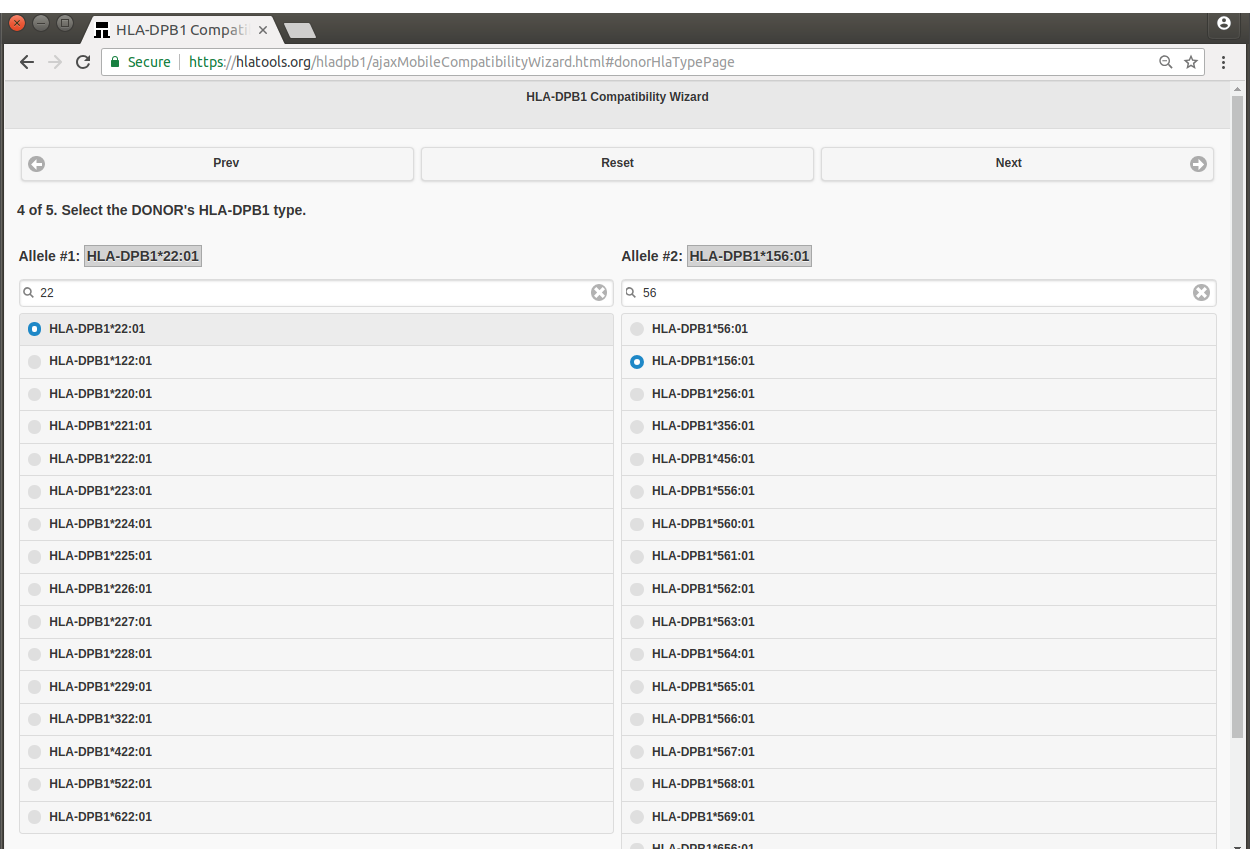 HLA-DPB1 Compati
Secure https://hlatools.org/hladpb1/ajaxMobileCompatibilityWizard.html#donorHlaTypePage
HLA-DPB1 Compatibility Wizard
Prev Reset Next
4 of 5. Select the DONOR's HLA-DPB1 type.
Allele #1: HLA-DPB1*22:01
22
HLA-DPB1*22:01
HLA-DPB1*122:01
HLA-DPB1*220:01
HLA-DPB1*221:01
HLA-DPB1*222:01
HLA-DPB1*223:01
HLA-DPB1*224:01
HLA-DPB1*225:01
HLA-DPB1*226:01
HLA-DPB1*227:01
HLA-DPB1*228:01
HLA-DPB1*229:01
HLA-DPB1*322:01
HLA-DPB1*422:01
HLA-DPB1*522:01
HLA-DPB1*622:01
Allele #2: HLA-DPB1*156:01
56
HLA-DPB1*56:01
HLA-DPB1*156:01
HLA-DPB1*256:01
HLA-DPB1*356:01
HLA-DPB1*456:01
HLA-DPB1*556:01
HLA-DPB1*560:01
HLA-DPB1*561:01
HLA-DPB1*562:01
HLA-DPB1*563:01
HLA-DPB1*564:01
HLA-DPB1*565:01
HLA-DPB1*566:01
HLA-DPB1*567:01
HLA-DPB1*568:01
HLA-DPB1*569:01
HLA-DPB1*656:01